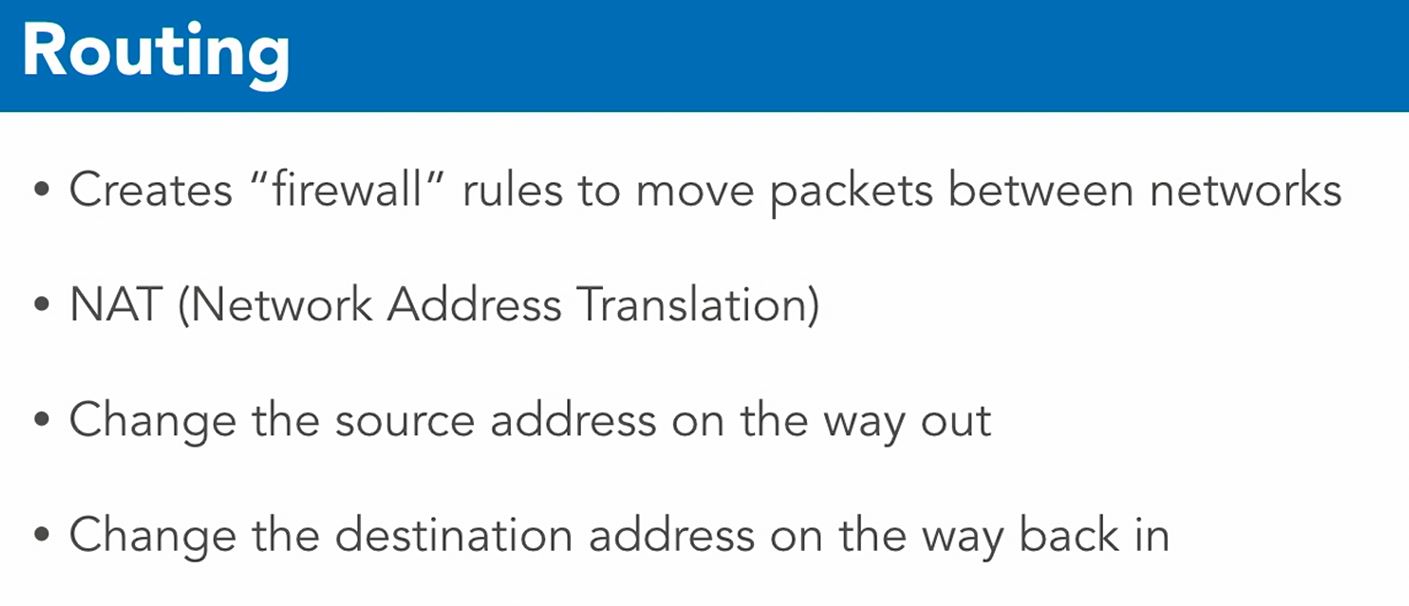 Routing
• Creates “firewall” rules to move packets between networks
• NAT (Network Address Translation)
• Change the source address on the way out
• Change the destination address on the way back in